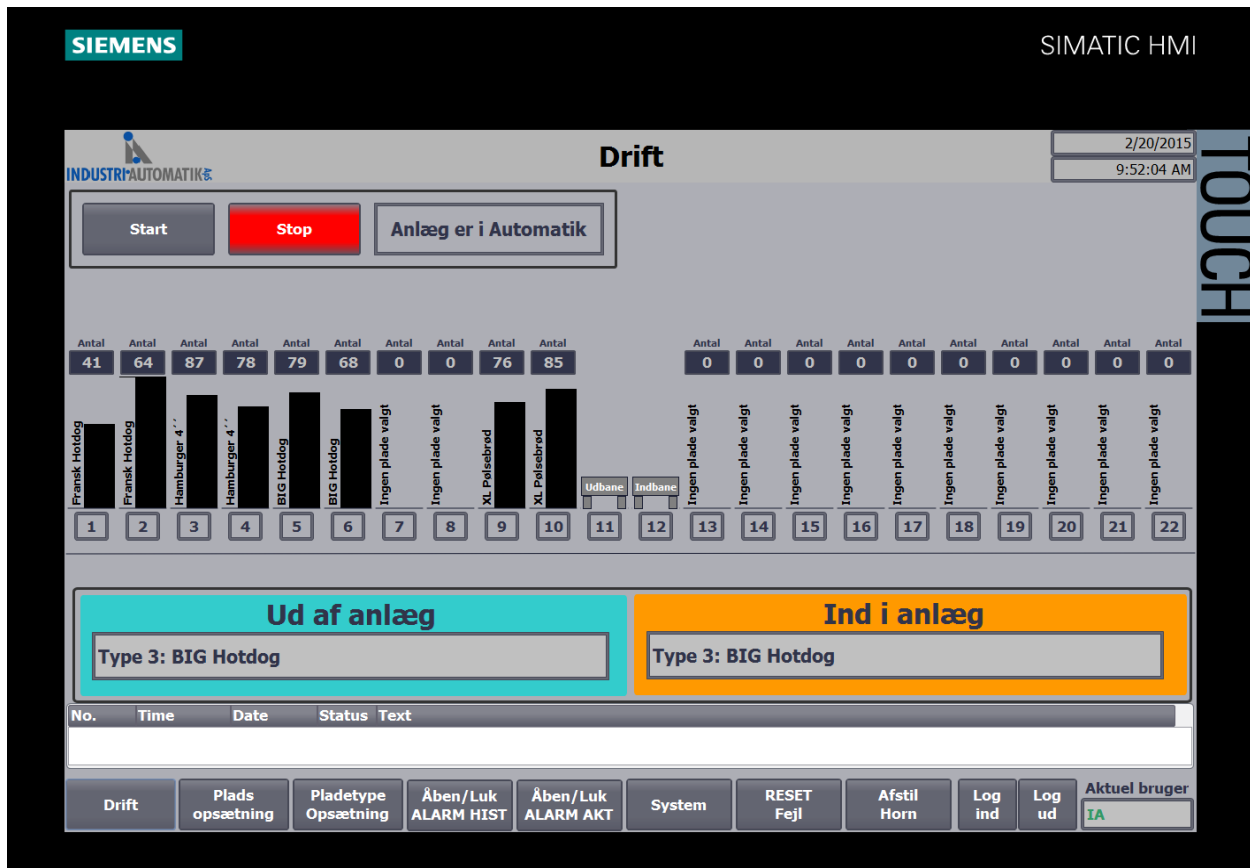 SIEMENS
SIMATIC HMI
TOUCH
INDUSTRI AUTOMATIK
Drift
2/20/2015
9:52:04 AM
Start
Stop
Anlæg er i Automatik
Antal Antal Antal Antal Antal Antal Antal Antal Antal Antal Antal Antal Antal Antal Antal Antal Antal Antal Antal Antal
41 64 87 78 79 68 0 0 76 85 0 0 0 0 0 0 0 0 0 0
Fransk Hotdog
Fransk Hotdog
Hamburger 4´´
Hamburger 4´´
BIG Hotdog
BIG Hotdog
Ingen plade valgt
Ingen plade valgt
XL Pølsebrød
XL Pølsebrød
Udbane
Indbane
Ingen plade valgt
Ingen plade valgt
Ingen plade valgt
Ingen plade valgt
Ingen plade valgt
Ingen plade valgt
Ingen plade valgt
Ingen plade valgt
Ingen plade valgt
Ingen plade valgt
1 2 3 4 5 6 7 8 9 10 11 12 13 14 15 16 17 18 19 20 21 22
Ud af anlæg
Type 3: BIG Hotdog
Ind i anlæg
Type 3: BIG Hotdog
No. Time Date Status Text
Drift
Plads
opsætning
Pladetype
Opsætning
Åben/Luk
ALARM HIST
Åben/Luk
ALARM AKT
System
RESET
Fejl
Afstil
Horn
Log
ind
Log
ud
Aktuel bruger
IA